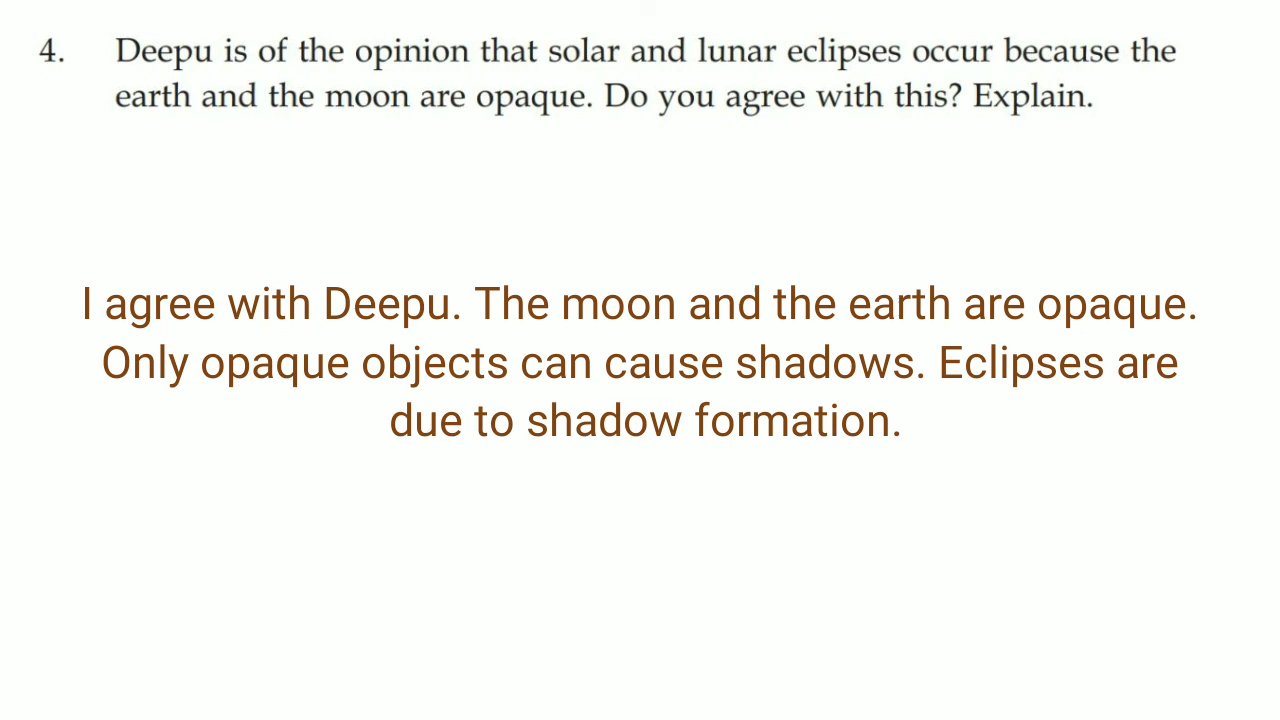 4. Deepu is of the opinion that solar and lunar eclipses occur because the
earth and the moon are opaque. Do you agree with this? Explain.
I agree with Deepu. The moon and the earth are opaque.
Only opaque objects can cause shadows. Eclipses are
due to shadow formation.